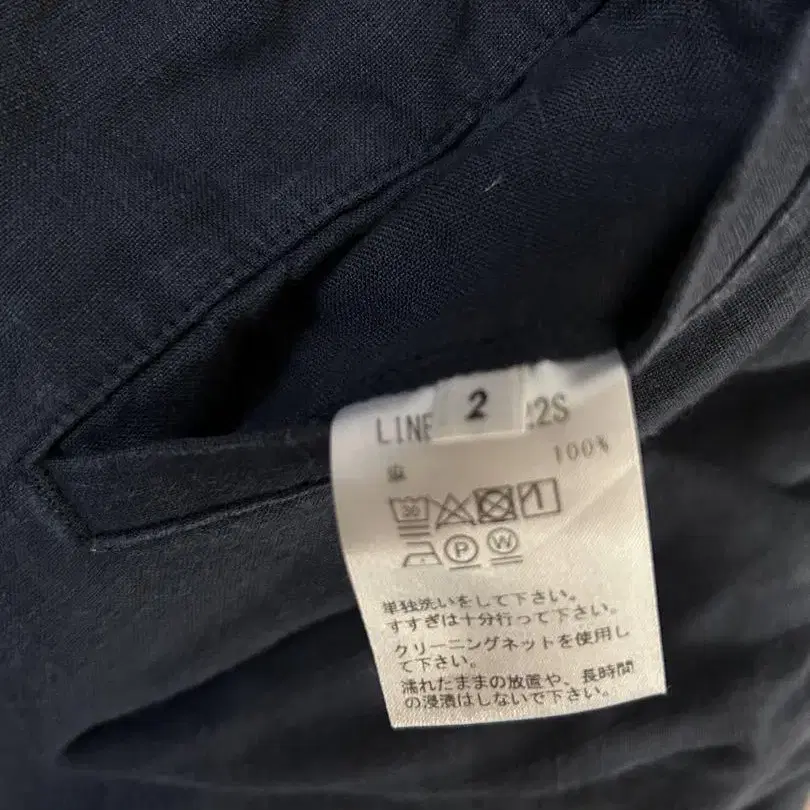 2
LINE 22S
麻 100%
30
P W
単独洗いをして下さい。
すすぎは十分行って下さい。
クリーニングネットを使用し
て下さい。
濡れたままの放置や、長時間
の浸漬はしないで下さい。